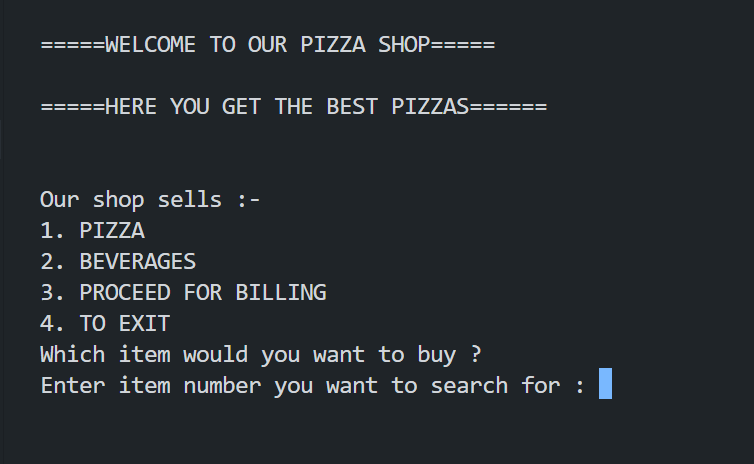 =====WELCOME TO OUR PIZZA SHOP=====
=====HERE YOU GET THE BEST PIZZAS======
Our shop sells :-
1. PIZZA
2. BEVERAGES
3. PROCEED FOR BILLING
4. TO EXIT
Which item would you want to buy ?
Enter item number you want to search for :